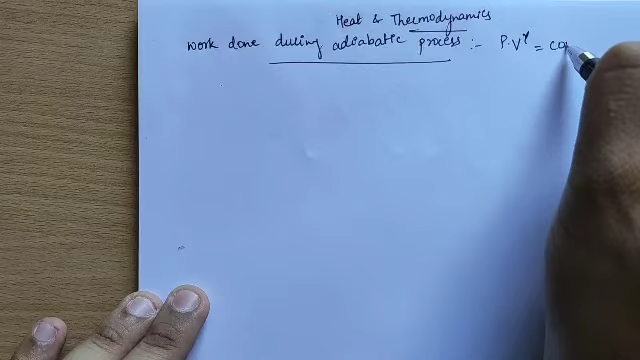 Heat & Thermodynamics
work done during adiabatic process :- P.V^γ = co